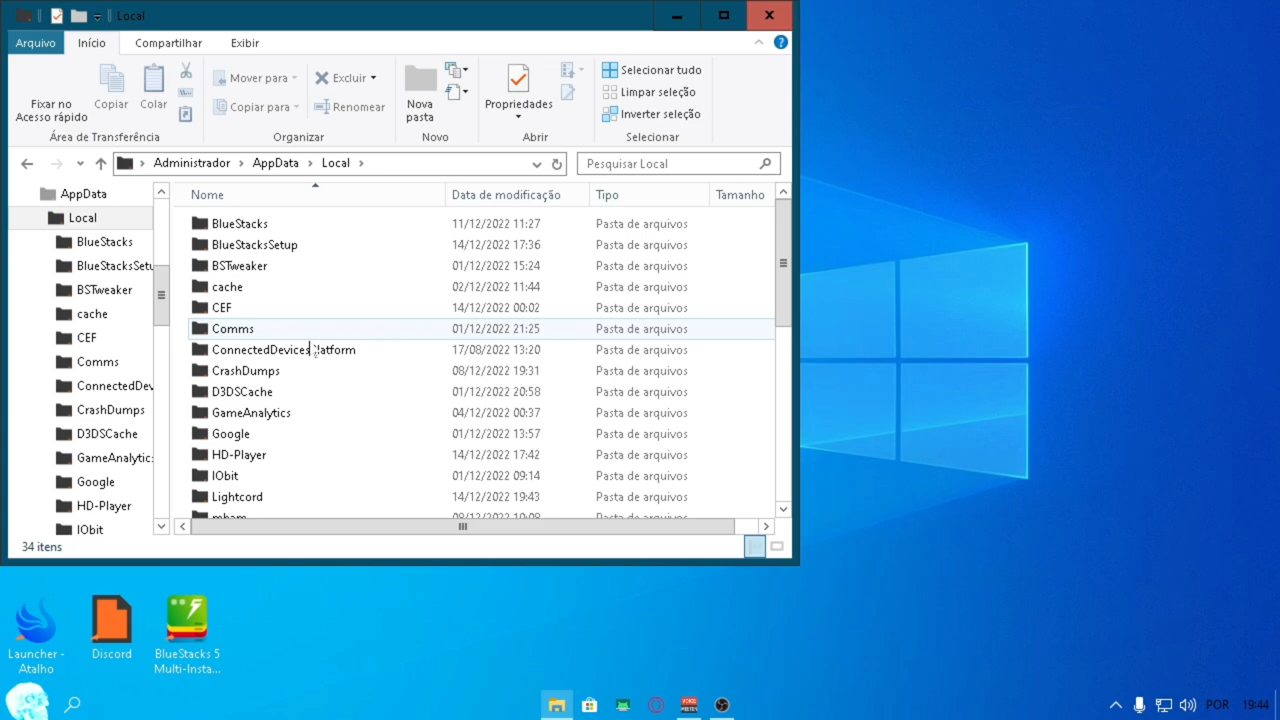 Local
Arquivo Início Compartilhar Exibir
Fixar no
Acesso rápido
Copiar
Colar
Mover para
Copiar para
Excluir
Renomear
Nova
pasta
Propriedades
Selecionar tudo
Limpar seleção
Inverter seleção
Área de Transferência Organizar Novo Abrir Selecionar
Administrador > AppData > Local >
Pesquisar Local
AppData
Local
BlueStacks
BlueStacksSetu
BSTweaker
cache
CEF
Comms
ConnectedDev
CrashDumps
D3DSCache
GameAnalytic
Google
HD-Player
IObit
Nome Data de modificação Tipo Tamanho
BlueStacks 11/12/2022 11:27 Pasta de arquivos
BlueStacksSetup 14/12/2022 17:36 Pasta de arquivos
BSTweaker 01/12/2022 15:24 Pasta de arquivos
cache 02/12/2022 11:44 Pasta de arquivos
CEF 14/12/2022 00:02 Pasta de arquivos
Comms 01/12/2022 21:25 Pasta de arquivos
ConnectedDevicesPlatform 17/08/2022 13:20 Pasta de arquivos
CrashDumps 08/12/2022 19:31 Pasta de arquivos
D3DSCache 01/12/2022 20:58 Pasta de arquivos
GameAnalytics 04/12/2022 00:37 Pasta de arquivos
Google 01/12/2022 13:57 Pasta de arquivos
HD-Player 14/12/2022 17:42 Pasta de arquivos
IObit 01/12/2022 09:14 Pasta de arquivos
Lightcord 14/12/2022 19:43 Pasta de arquivos
34 itens
Launcher -
Atalho
Discord
BlueStacks 5
Multi-Insta...
POR 19:44